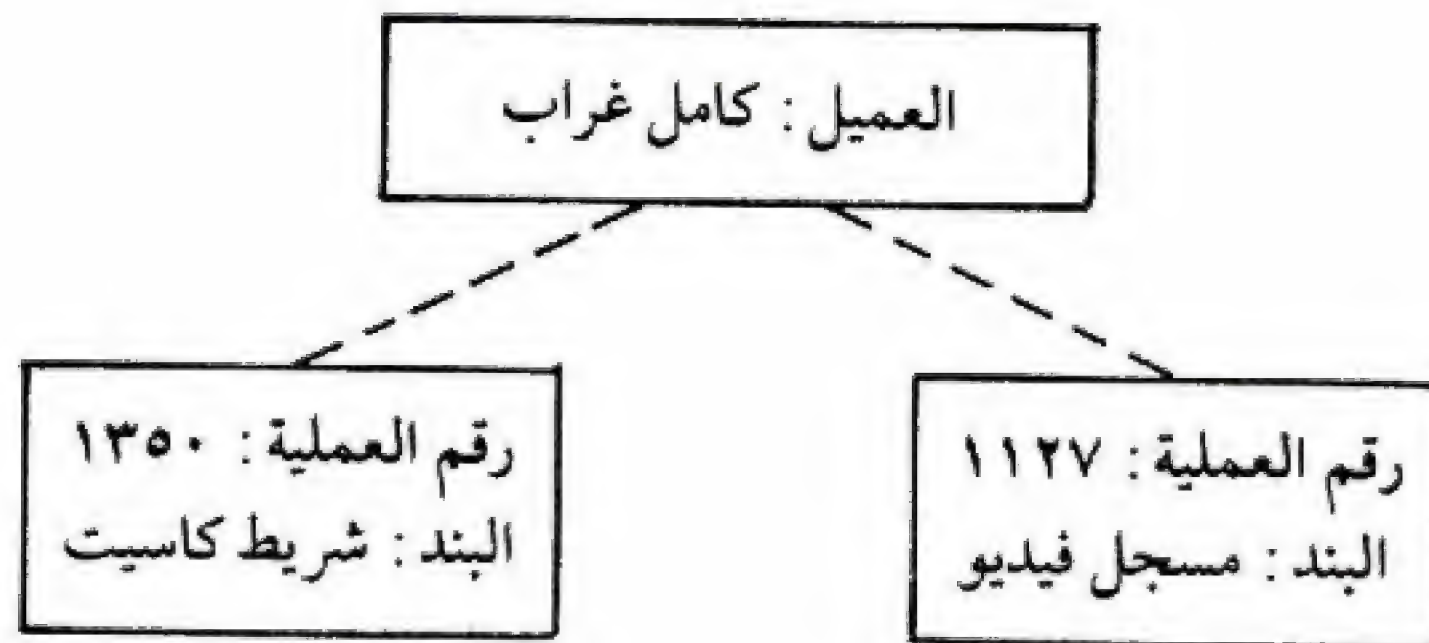 العميل : كامل غراب
رقم العملية : ١١٢٧
البند : مسجل فيديو
رقم العملية : ١٣٥٠
البند : شريط كاسيت